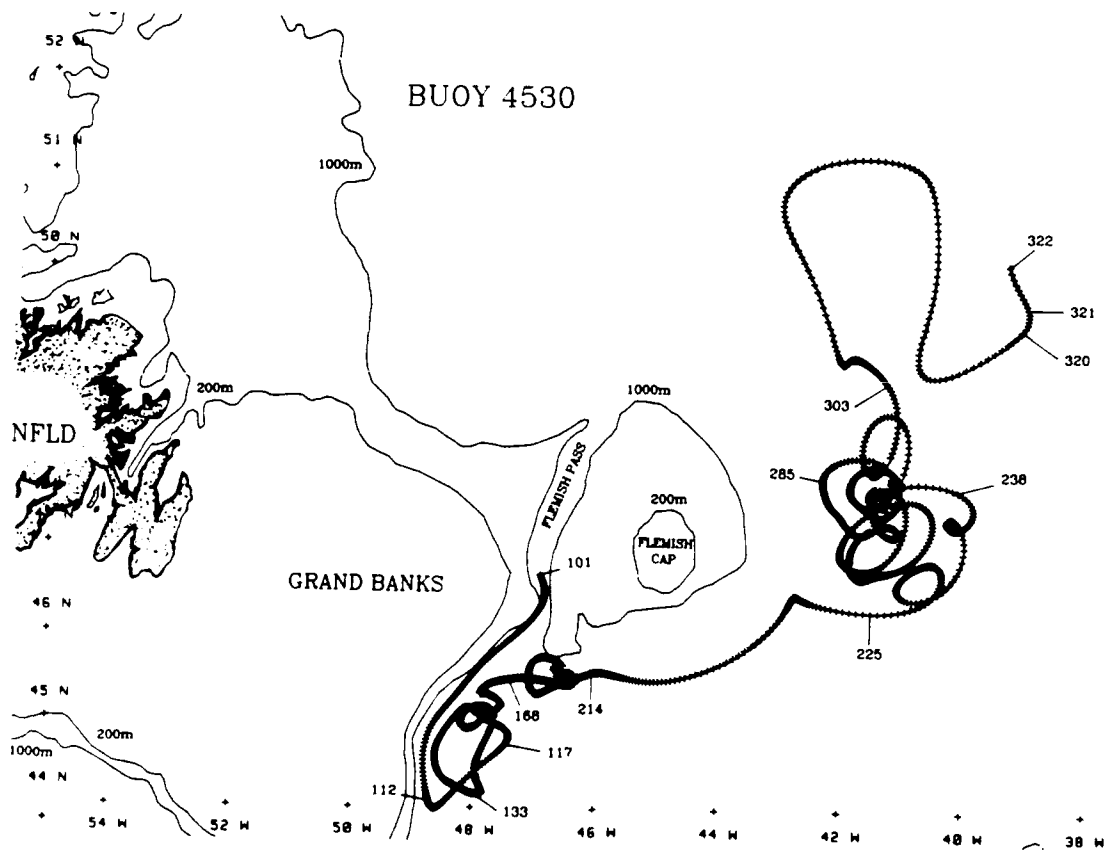 52 N
BUOY 4530
51 N
1000m
50 N
322
321
320
1000m
200m
303
NFLD
FLEMISH PASS
285
238
200m
FLEMISH
CAP
101
GRAND BANKS
46 N
225
45 N
168
214
200m
117
1000m
44 N
112
133
54 W
52 W
50 W
48 W
46 W
44 W
42 W
40 W
38 W